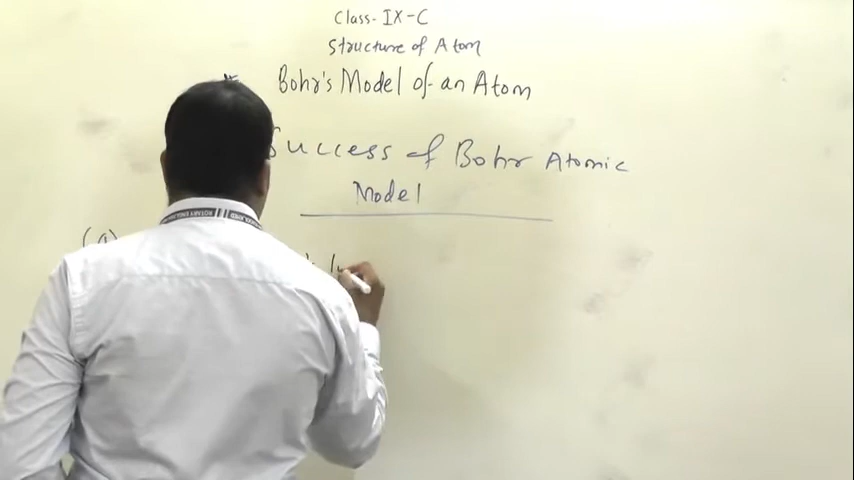 Class-IX-C
Structure of Atom
Bohr's Model of an Atom
Success of Bohr Atomic
Model